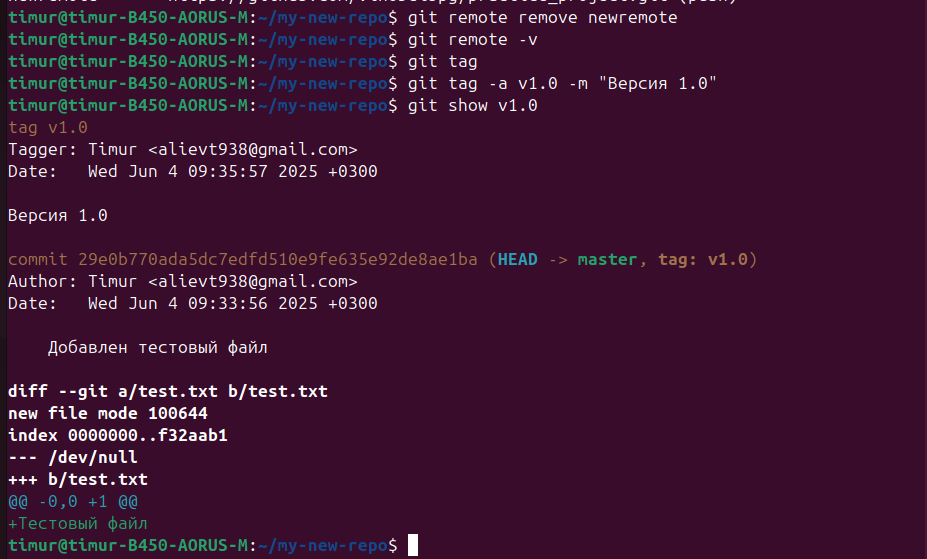 timur@timur-B450-AORUS-M:~/my-new-repo$ git remote remove newremote
timur@timur-B450-AORUS-M:~/my-new-repo$ git remote -v
timur@timur-B450-AORUS-M:~/my-new-repo$ git tag
timur@timur-B450-AORUS-M:~/my-new-repo$ git tag -a v1.0 -m "Версия 1.0"
timur@timur-B450-AORUS-M:~/my-new-repo$ git show v1.0
tag v1.0
Tagger: Timur <alievt938@gmail.com>
Date:   Wed Jun 4 09:35:57 2025 +0300
Версия 1.0
commit 29e0b770ada5dc7edfd510e9fe635e92de8ae1ba (HEAD -> master, tag: v1.0)
Author: Timur <alievt938@gmail.com>
Date:   Wed Jun 4 09:33:56 2025 +0300
    Добавлен тестовый файл
diff --git a/test.txt b/test.txt
new file mode 100644
index 0000000..f32aab1
--- /dev/null
+++ b/test.txt
@@ -0,0 +1 @@
+Тестовый файл
timur@timur-B450-AORUS-M:~/my-new-repo$